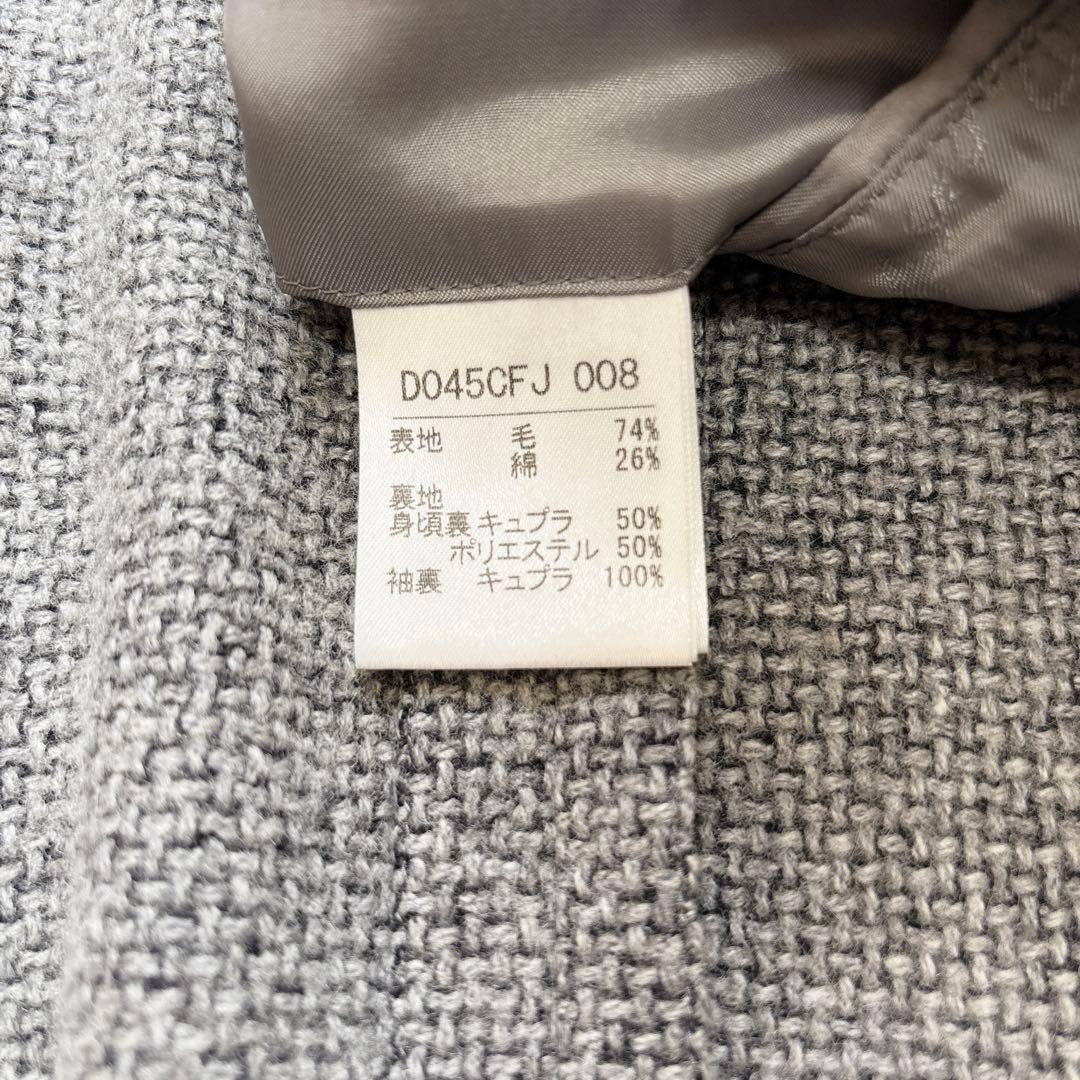 D045CFJ 008
表地 毛 74%
綿 26%
裏地
身頃裏 キュプラ 50%
ポリエステル 50%
袖裏 キュプラ 100%